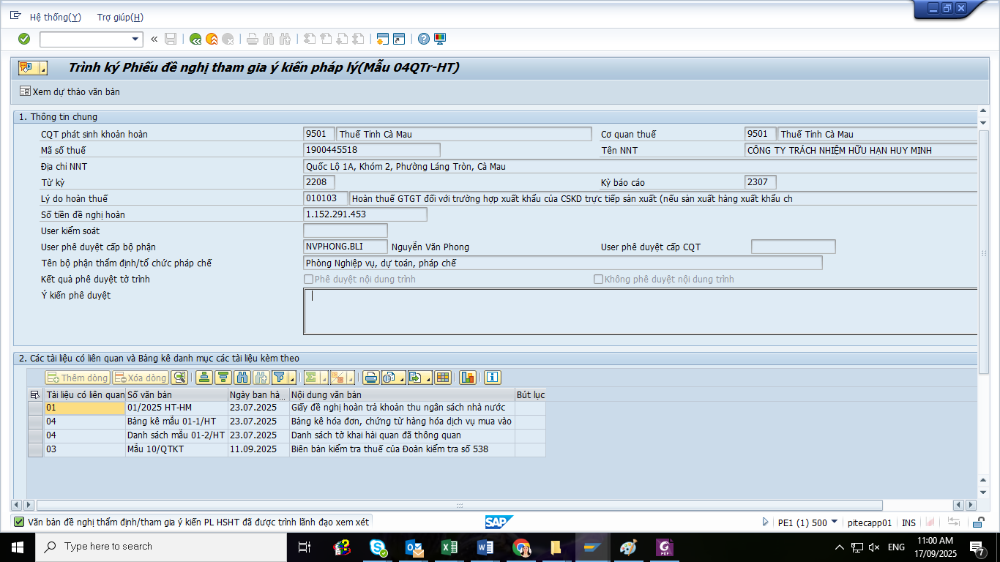 Hệ thống(Y) Trợ giúp(H)
Trình ký Phiếu đề nghị tham gia ý kiến pháp lý(Mẫu 04QTr-HT)
Xem dự thảo văn bản
1. Thông tin chung
CQT phát sinh khoản hoàn 9501 Thuế Tỉnh Cà Mau Cơ quan thuế 9501 Thuế Tỉnh Cà Mau
Mã số thuế 1900445518 Tên NNT CÔNG TY TRÁCH NHIỆM HỮU HẠN HUY MINH
Địa chỉ NNT Quốc Lộ 1A, Khóm 2, Phường Láng Tròn, Cà Mau
Từ kỳ 2208 Kỳ báo cáo 2307
Lý do hoàn thuế 010103 Hoàn thuế GTGT đối với trường hợp xuất khẩu của CSKD trực tiếp sản xuất (nếu sản xuất hàng xuất khẩu ch
Số tiền đề nghị hoàn 1.152.291.453
User kiểm soát
User phê duyệt cấp bộ phận NVPHONG.BLI Nguyễn Văn Phong User phê duyệt cấp CQT
Tên bộ phận thẩm định/tổ chức pháp chế Phòng Nghiệp vụ, dự toán, pháp chế
Kết quả phê duyệt tờ trình Phê duyệt nội dung trình Không phê duyệt nội dung trình
Ý kiến phê duyệt
2. Các tài liệu có liên quan và Bảng kê danh mục các tài liệu kèm theo
Thêm dòng Xóa dòng
Tài liệu có liên quan Số văn bản Ngày ban hà... Nội dung văn bản Bút lục
01 01/2025 HT-HM 23.07.2025 Giấy đề nghị hoàn trả khoản thu ngân sách nhà nước
04 Bảng kê mẫu 01-1/HT 23.07.2025 Bảng kê hóa đơn, chứng từ hàng hóa dịch vụ mua vào
04 Danh sách mẫu 01-2/HT 23.07.2025 Danh sách tờ khai hải quan đã thông quan
03 Mẫu 10/QTKT 11.09.2025 Biên bản kiểm tra thuế của Đoàn kiểm tra số 538
Văn bản đề nghị thẩm định/tham gia ý kiến PL HSHT đã được trình lãnh đạo xem xét SAP PE1 (1) 500 pitecapp01 INS
Type here to search ENG 11:00 AM
17/09/2025 7